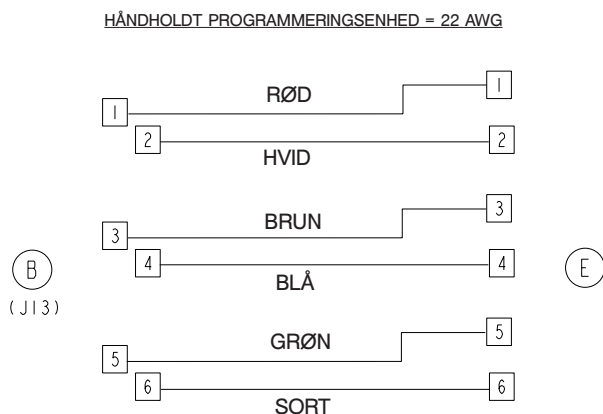 HÅNDHOLDT PROGRAMMERINGSENHED = 22 AWG
RØD
1
1
2
HVID
2
BRUN
3
3
B
(J13)
4
BLÅ
4
E
GRØN
5
5
6
SORT
6